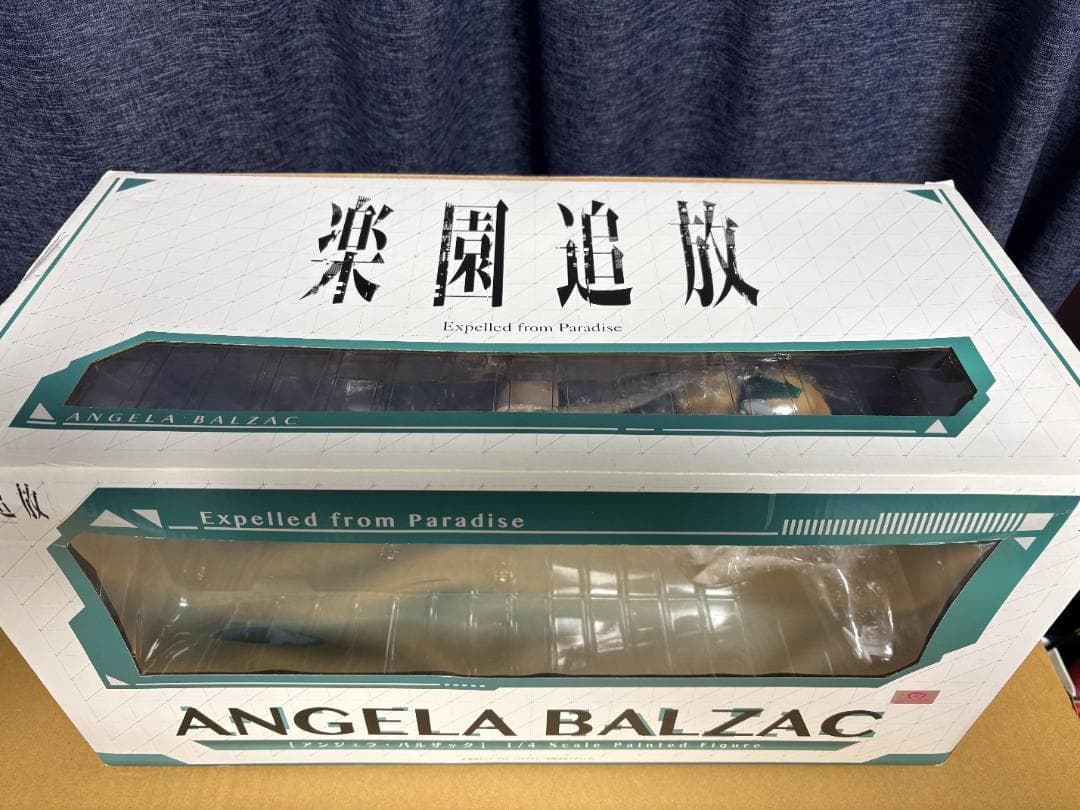 楽園追放
Expelled from Paradise
ANGELA・BALZAC
追放
Expelled from Paradise
ANGELA BALZAC
[アンジェラ・バルザック] 1/4 Scale Painted Figure